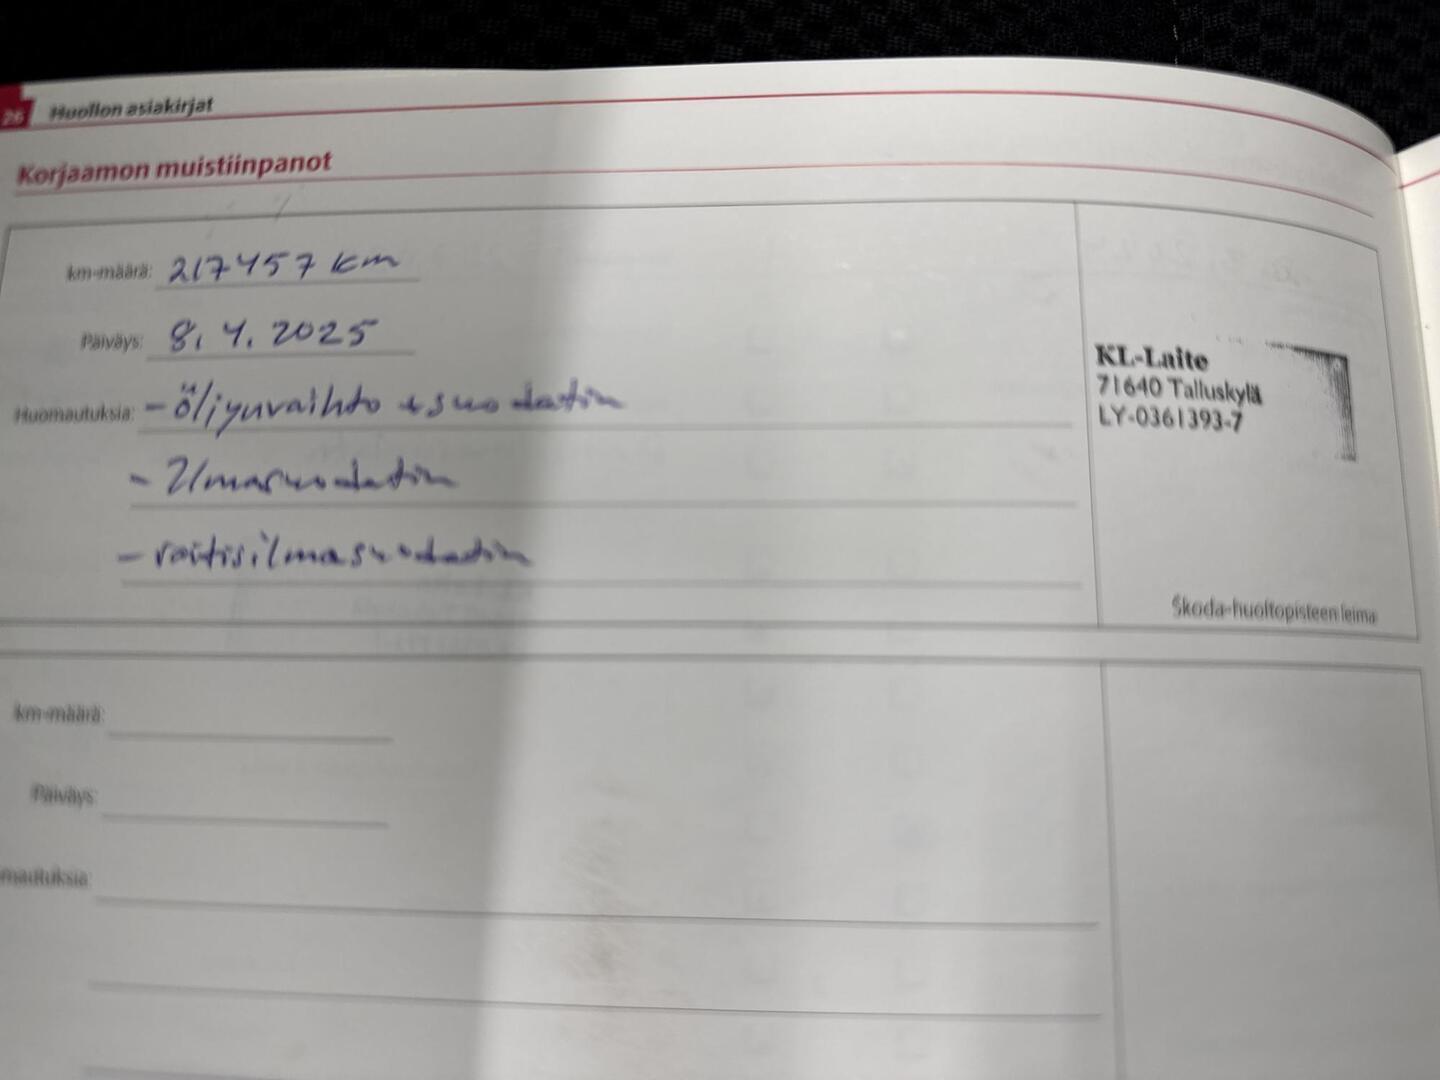 26 Huollon asiakirjat
Korjaamon muistiinpanot
km-määrä: 217457 km
Päiväys: 8.4.2025
Huomautuksia: - Öljynvaihto + suodatin
- Ilmasuodatin
- raitisilmasuodatin
KL-Laite
71640 Talluskylä
LY-0361393-7
Škoda-huoltopisteen leima
km-määrä:
Päiväys:
mautuksia: